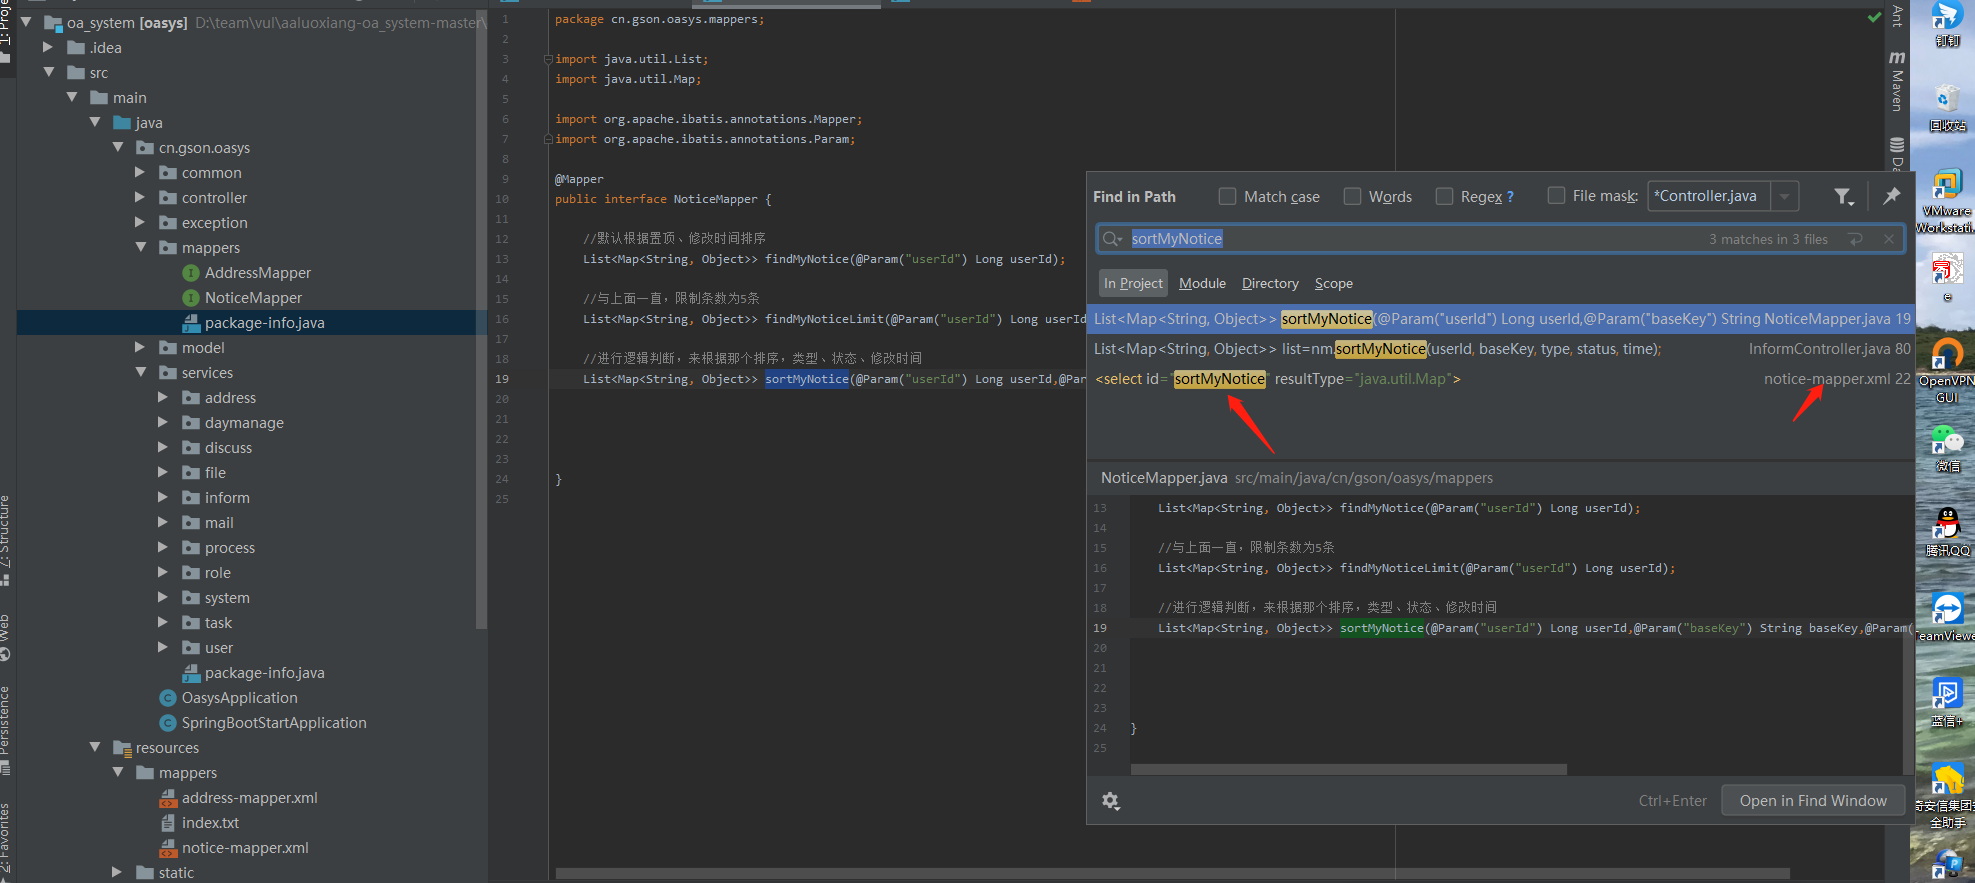 1: Proje
oa_system [oasys] D:\team\vul\aaluoxiang-oa_system-master\
.idea
src
main
java
cn.gson.oasys
common
controller
exception
mappers
AddressMapper
NoticeMapper
package-info.java
model
services
address
daymanage
discuss
file
inform
mail
process
role
system
task
user
package-info.java
OasysApplication
SpringBootStartApplication
resources
mappers
address-mapper.xml
index.txt
notice-mapper.xml
static
Z: Structure
Web
Persistence
2: Favorites
1 package cn.gson.oasys.mappers;
2
3 import java.util.List;
4 import java.util.Map;
5
6 import org.apache.ibatis.annotations.Mapper;
7 import org.apache.ibatis.annotations.Param;
8
9 @Mapper
10 public interface NoticeMapper {
11
12 //默认根据置顶、修改时间排序
13 List<Map<String, Object>> findMyNotice(@Param("userId") Long userId);
14
15 //与上面一直，限制条数为5条
16 List<Map<String, Object>> findMyNoticeLimit(@Param("userId") Long userId
17
18 //进行逻辑判断，来根据那个排序，类型、状态、修改时间
19 List<Map<String, Object>> sortMyNotice(@Param("userId") Long userId,@Par
20
21
22
23
24 }
25
Find in Path Match case Words Regex ? File mask: *Controller.java
sortMyNotice 3 matches in 3 files
In Project Module Directory Scope
List<Map<String, Object>> sortMyNotice(@Param("userId") Long userId,@Param("baseKey") String NoticeMapper.java 19
List<Map<String, Object>> list=nm.sortMyNotice(userId, baseKey, type, status, time); InformController.java 80
<select id="sortMyNotice" resultType="java.util.Map"> notice-mapper.xml 22
NoticeMapper.java src/main/java/cn/gson/oasys/mappers
13 List<Map<String, Object>> findMyNotice(@Param("userId") Long userId);
14
15 //与上面一直，限制条数为5条
16 List<Map<String, Object>> findMyNoticeLimit(@Param("userId") Long userId);
17
18 //进行逻辑判断，来根据那个排序，类型、状态、修改时间
19 List<Map<String, Object>> sortMyNotice(@Param("userId") Long userId,@Param("baseKey") String baseKey,@Param(
20
21
22
23
24 }
25
Ctrl+Enter Open in Find Window
Ant
m Maven
Da
钉钉
回收站
VMware
Workstati.
e
OpenVPN
GUI
微信
腾讯QQ
TeamViewe
蓝信+
奇安信集团安
全助手